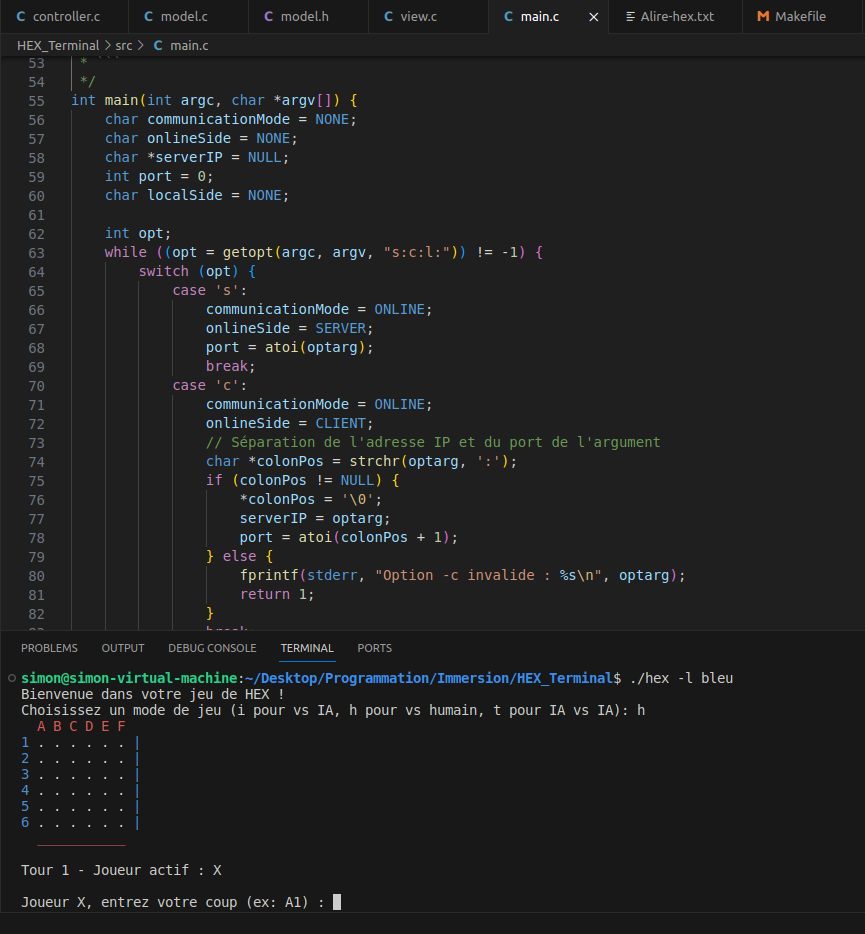 C controller.c C model.c C model.h C view.c C main.c × Alire-hex.txt M Makefile
HEX_Terminal > src > C main.c
53 *
54 */
55 int main(int argc, char *argv[]) {
56 char communicationMode = NONE;
57 char onlineSide = NONE;
58 char *serverIP = NULL;
59 int port = 0;
60 char localSide = NONE;
61
62 int opt;
63 while ((opt = getopt(argc, argv, "s:c:l:")) != -1) {
64 switch (opt) {
65 case 's':
66 communicationMode = ONLINE;
67 onlineSide = SERVER;
68 port = atoi(optarg);
69 break;
70 case 'c':
71 communicationMode = ONLINE;
72 onlineSide = CLIENT;
73 // Séparation de l'adresse IP et du port de l'argument
74 char *colonPos = strchr(optarg, ':');
75 if (colonPos != NULL) {
76 *colonPos = '\0';
77 serverIP = optarg;
78 port = atoi(colonPos + 1);
79 } else {
80 fprintf(stderr, "Option -c invalide : %s\n", optarg);
81 return 1;
82 }
PROBLEMS OUTPUT DEBUG CONSOLE TERMINAL PORTS
simon@simon-virtual-machine:~/Desktop/Programmation/Immersion/HEX_Terminal$ ./hex -l bleu
Bienvenue dans votre jeu de HEX !
Choisissez un mode de jeu (i pour vs IA, h pour vs humain, t pour IA vs IA): h
A B C D E F
1 . . . . . . |
2 . . . . . . |
3 . . . . . . |
4 . . . . . . |
5 . . . . . . |
6 . . . . . . |
___________
Tour 1 - Joueur actif : X
Joueur X, entrez votre coup (ex: A1) :